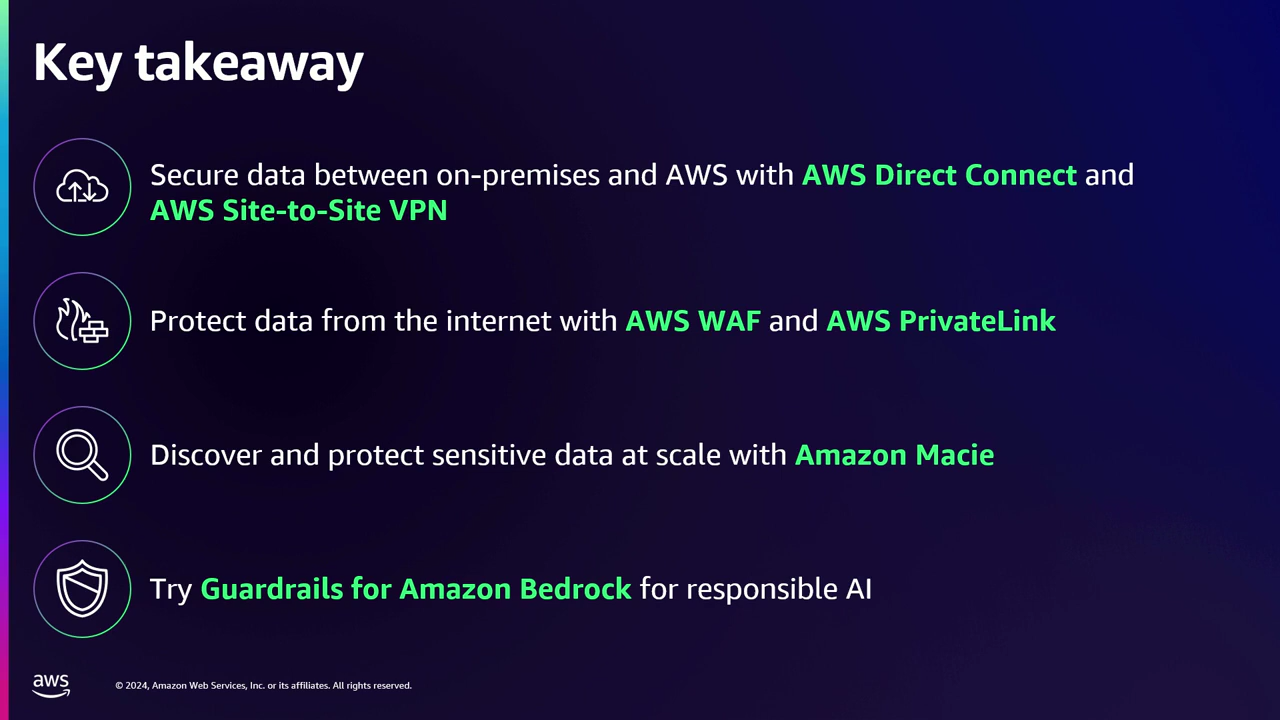 Key takeaway
Secure data between on-premises and AWS with AWS Direct Connect and
AWS Site-to-Site VPN
Protect data from the internet with AWS WAF and AWS PrivateLink
Discover and protect sensitive data at scale with Amazon Macie
Try Guardrails for Amazon Bedrock for responsible AI
aws
© 2024, Amazon Web Services, Inc. or its affiliates. All rights reserved.